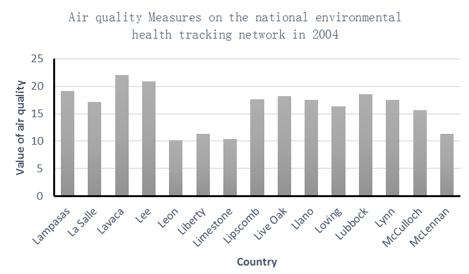 Air quality Measures on the national environmental
health tracking network in 2004
25
20
15
10
5
0
Value of air quality
Lampasas
La Salle
Lavaca
Lee
Leon
Liberty
Limestone
Lipscomb
Live Oak
Llano
Loving
Lubbock
Lynn
McCulloch
McLennan
Country